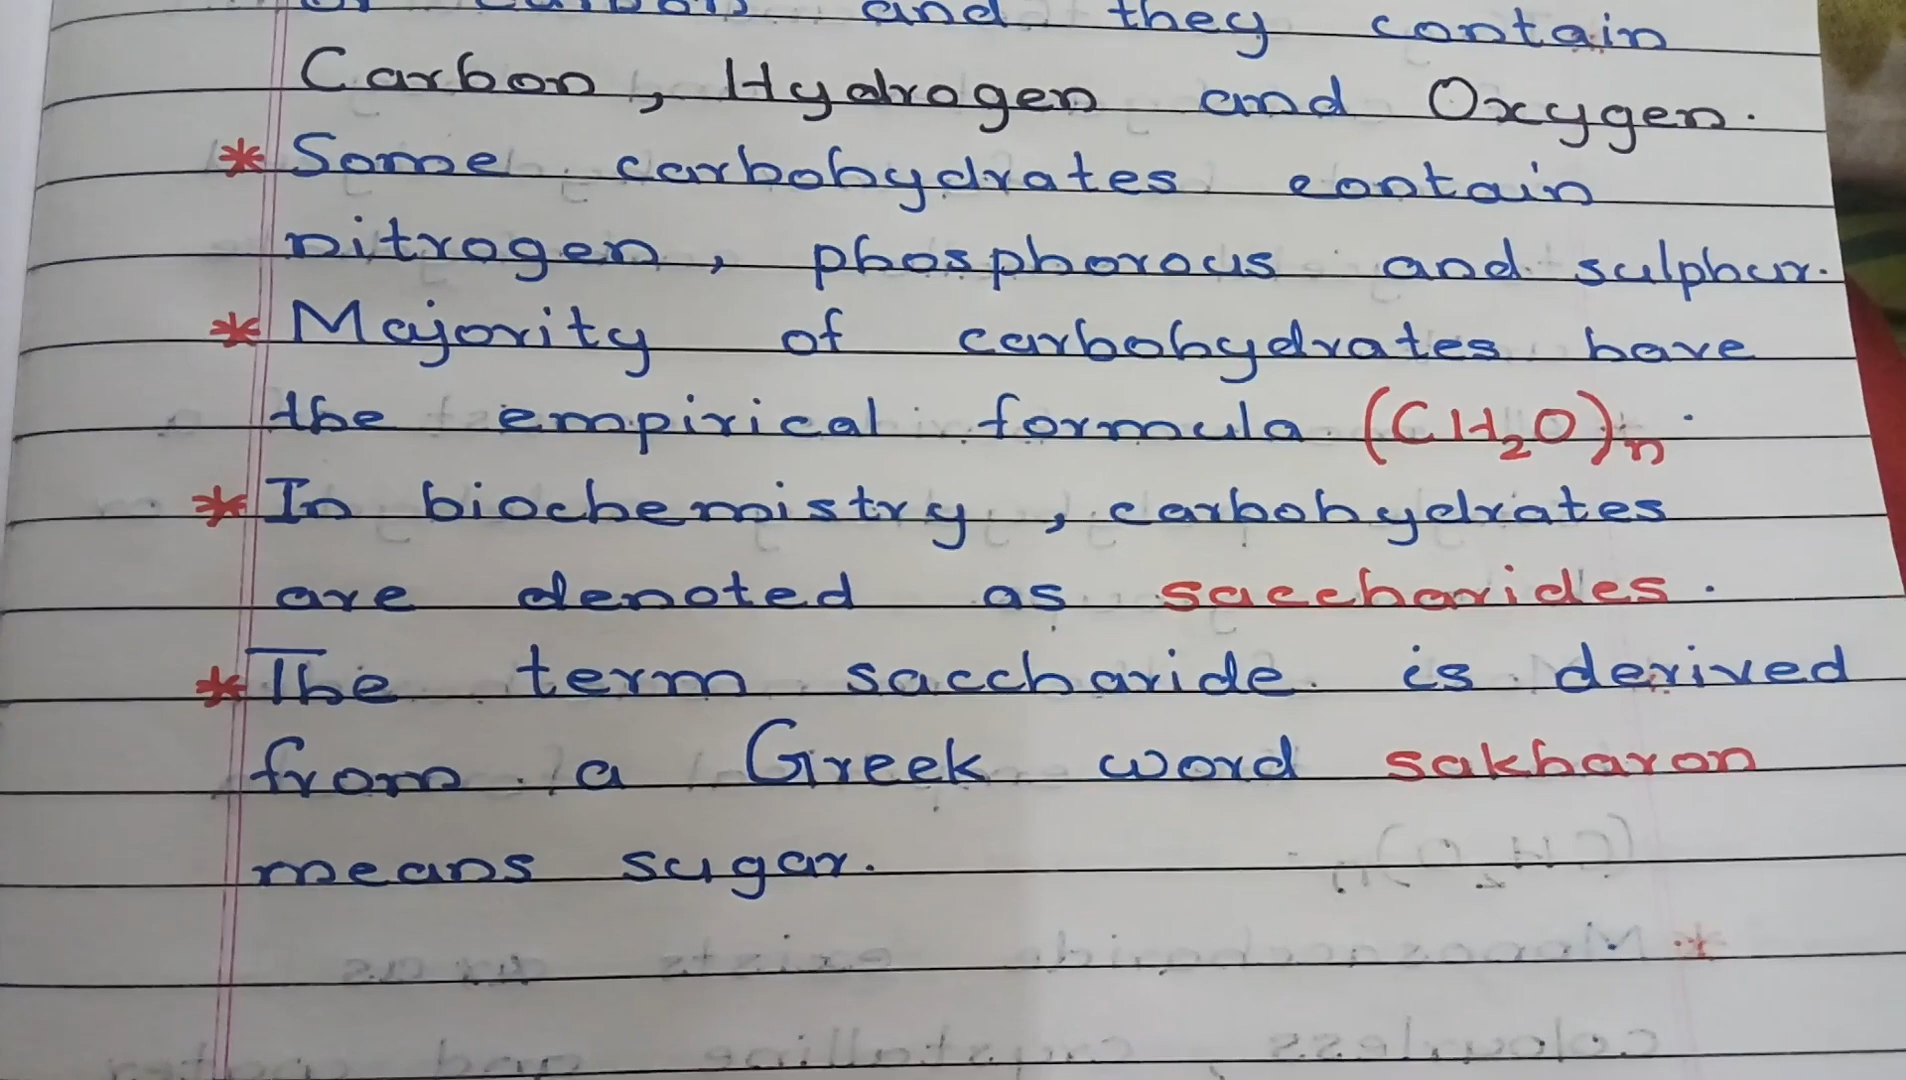 and they contain
Carbon, Hydrogen and Oxygen.
* Some carbohydrates contain
nitrogen, phosphorous and sulphur.
* Majority of carbohydrates have
the empirical formula (CH₂O)ₙ.
* In biochemistry, carbohydrates
are denoted as saccharides.
* The term saccharide is derived
from a Greek word sakharon
means sugar.